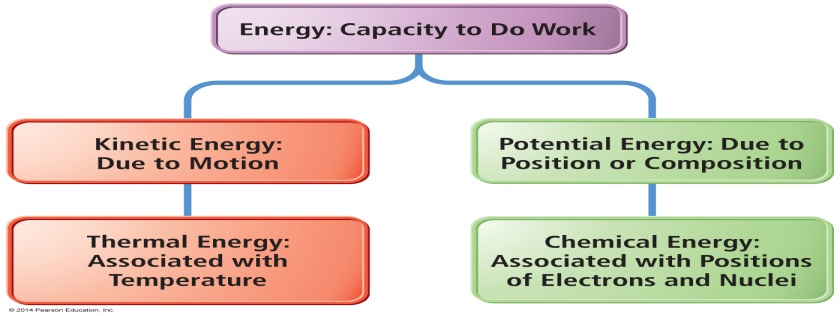 Energy: Capacity to Do Work
Kinetic Energy:
Due to Motion
Potential Energy: Due to
Position or Composition
Thermal Energy:
Associated with
Temperature
Chemical Energy:
Associated with Positions
of Electrons and Nuclei
© 2014 Pearson Education, Inc.